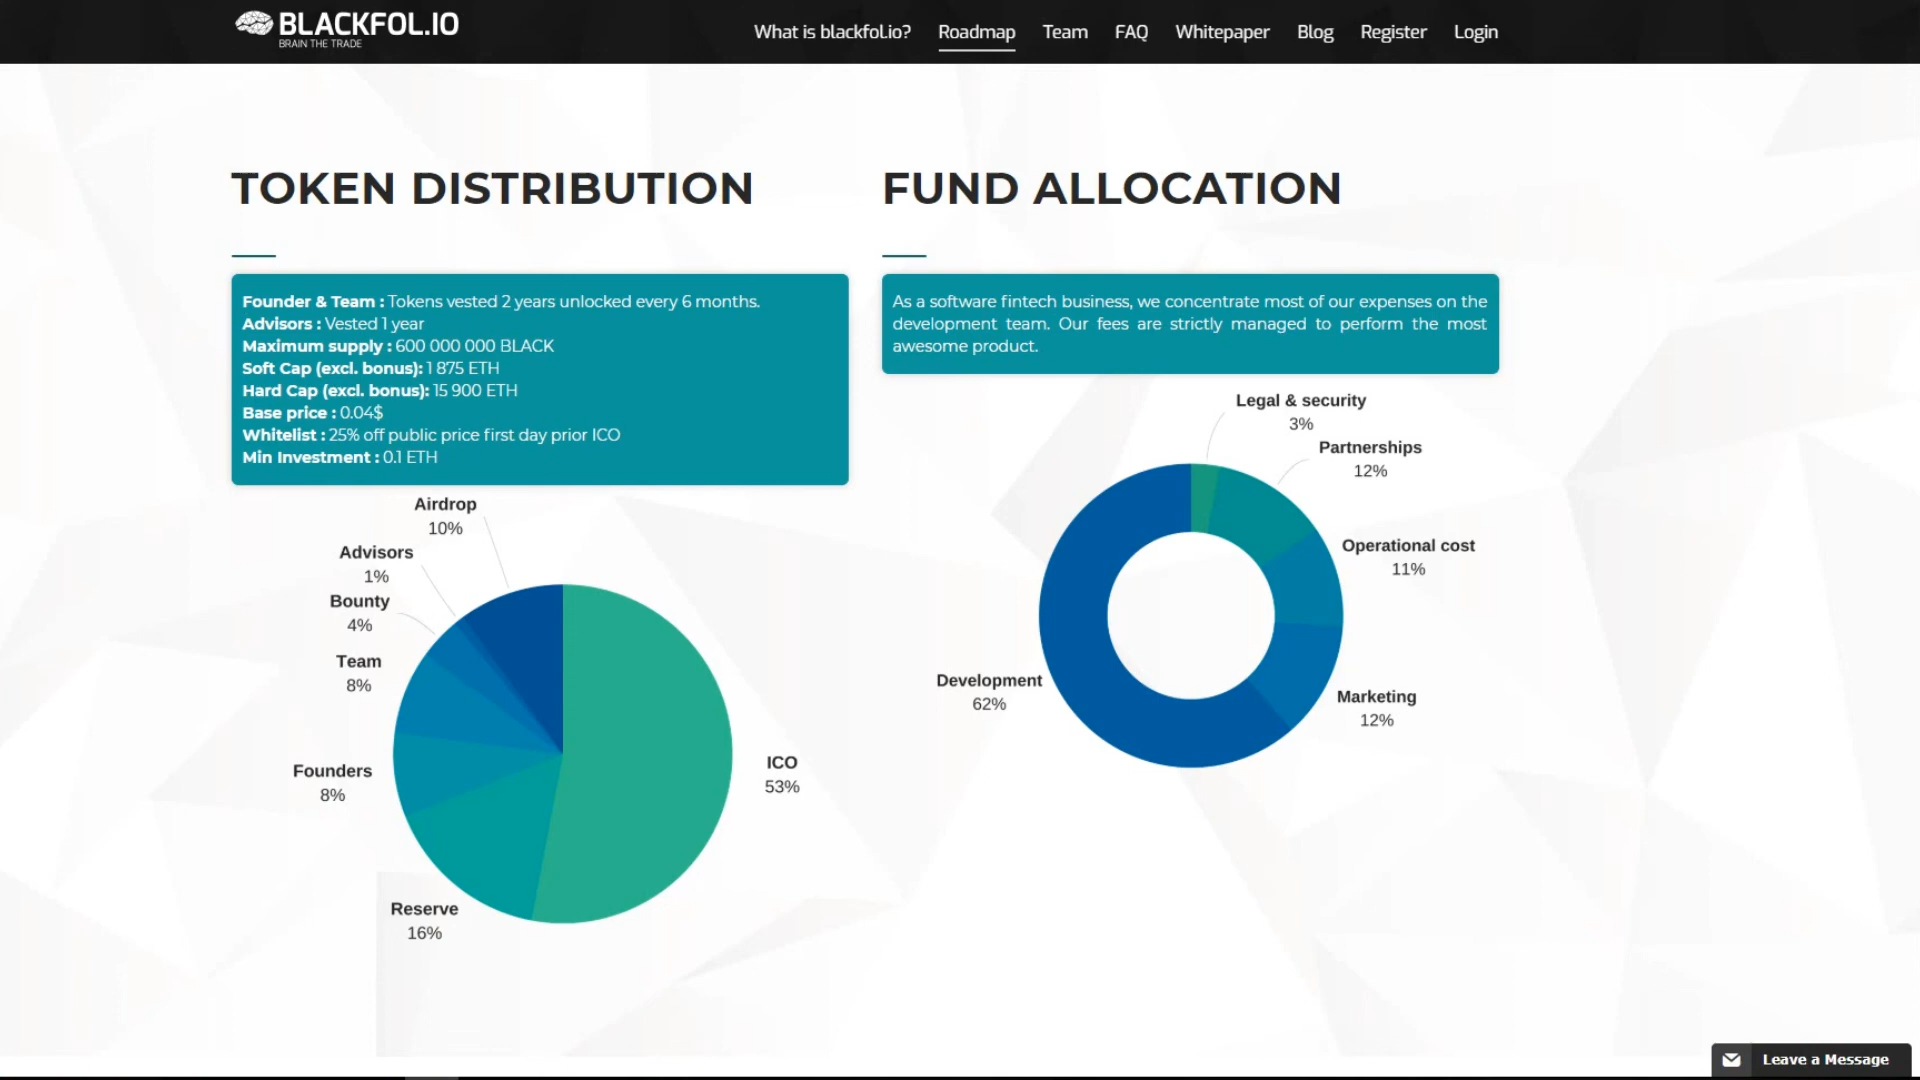 BLACKFOL.IO
BRAIN THE TRADE
What is blackfol.io? Roadmap Team FAQ Whitepaper Blog Register Login
TOKEN DISTRIBUTION
Founder & Team : Tokens vested 2 years unlocked every 6 months.
Advisors : Vested 1 year
Maximum supply : 600 000 000 BLACK
Soft Cap (excl. bonus): 1 875 ETH
Hard Cap (excl. bonus): 15 900 ETH
Base price : 0.04$
Whitelist : 25% off public price first day prior ICO
Min Investment : 0.1 ETH
Airdrop
10%
Advisors
1%
Bounty
4%
Team
8%
Founders
8%
Reserve
16%
ICO
53%
FUND ALLOCATION
As a software fintech business, we concentrate most of our expenses on the
development team. Our fees are strictly managed to perform the most
awesome product.
Legal & security
3%
Partnerships
12%
Operational cost
11%
Marketing
12%
Development
62%
Leave a Message